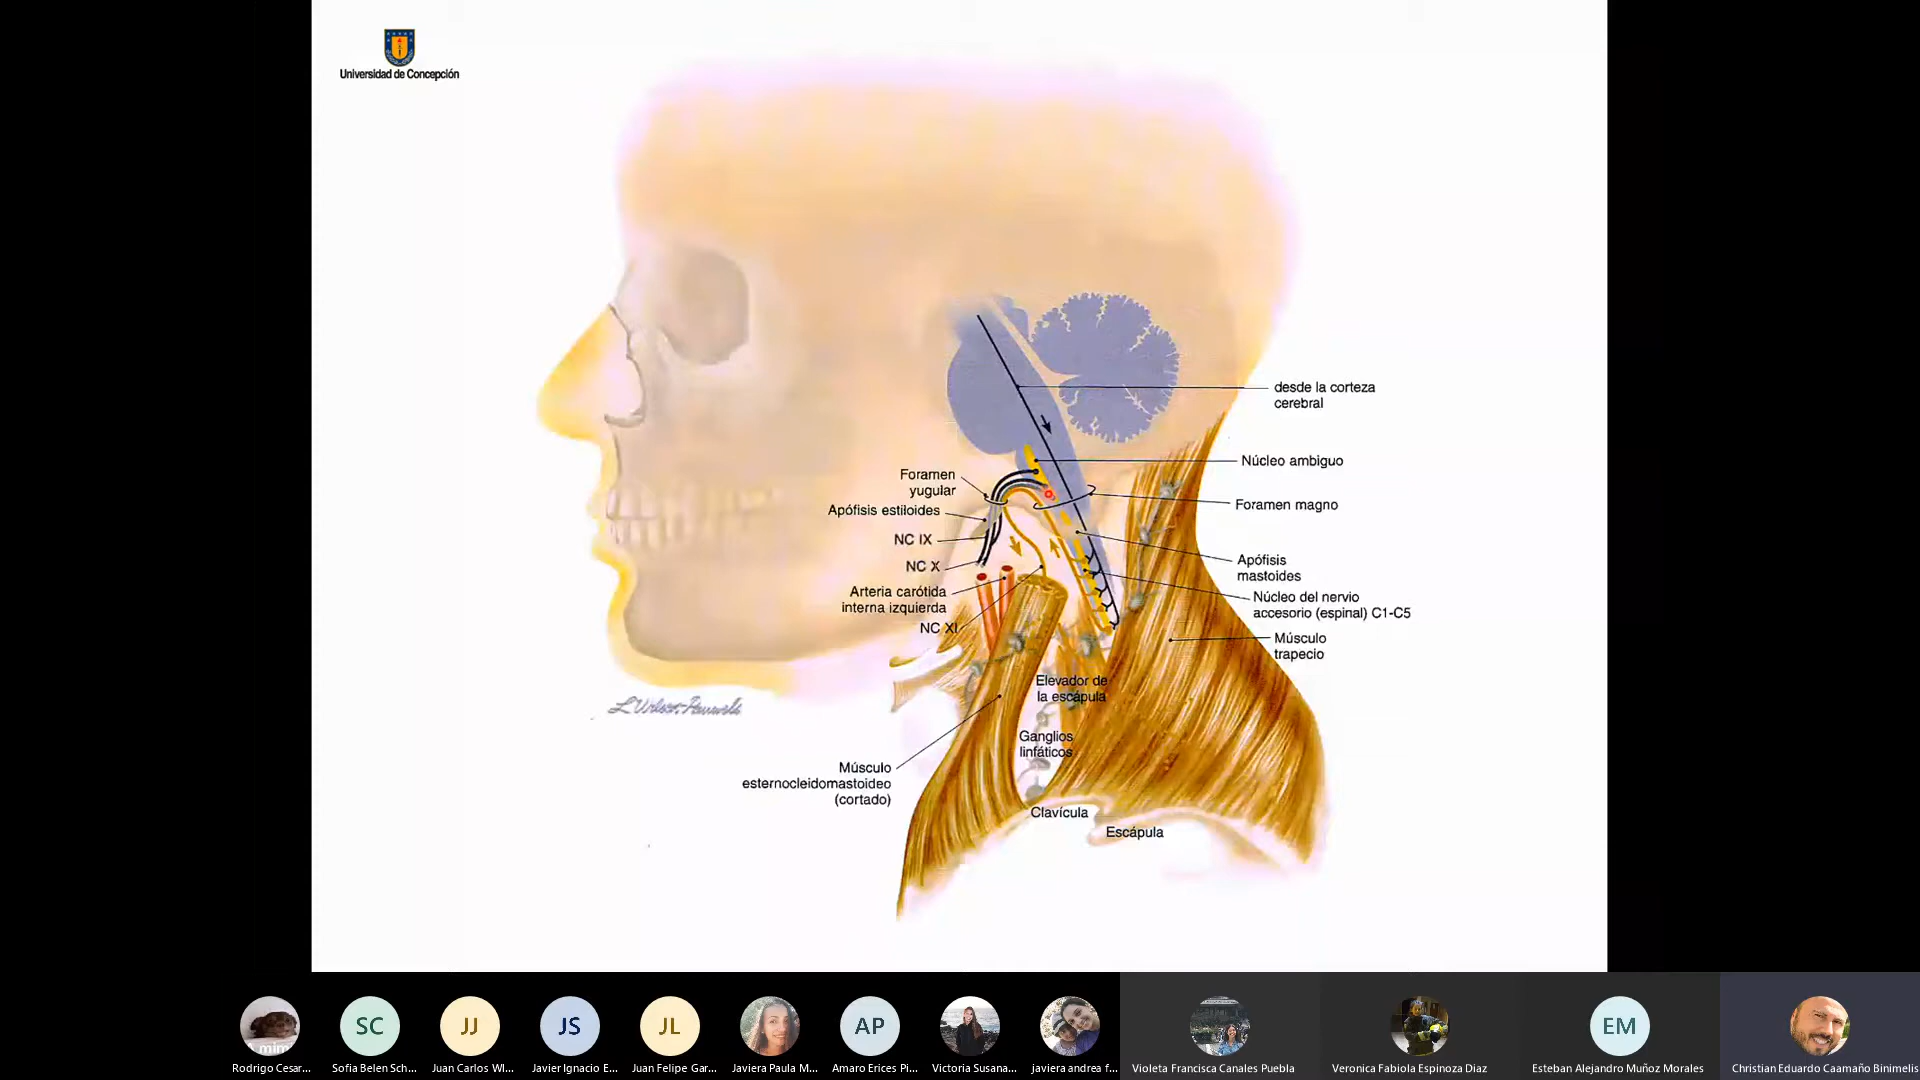 Universidad de Concepción
desde la corteza
cerebral
Núcleo ambiguo
Foramen
yugular
Foramen magno
Apófisis estiloides
NC IX
Apófisis
mastoides
NC X
Arteria carótida
interna izquierda
Núcleo del nervio
accesorio (espinal) C1-C5
NC XI
Músculo
trapecio
Elevador de
la escápula
Ganglios
linfáticos
Músculo
esternocleidomastoideo
(cortado)
Clavícula
Escápula
SC
JJ
JS
JL
AP
EM
Rodrigo Cesar...
Sofia Belen Sch...
Juan Carlos WI...
Javier Ignacio E...
Juan Felipe Gar...
Javiera Paula M...
Amaro Erices Pi...
Victoria Susana...
javiera andrea f...
Violeta Francisca Canales Puebla
Veronica Fabiola Espinoza Diaz
Esteban Alejandro Muñoz Morales
Christian Eduardo Caamaño Binimelis